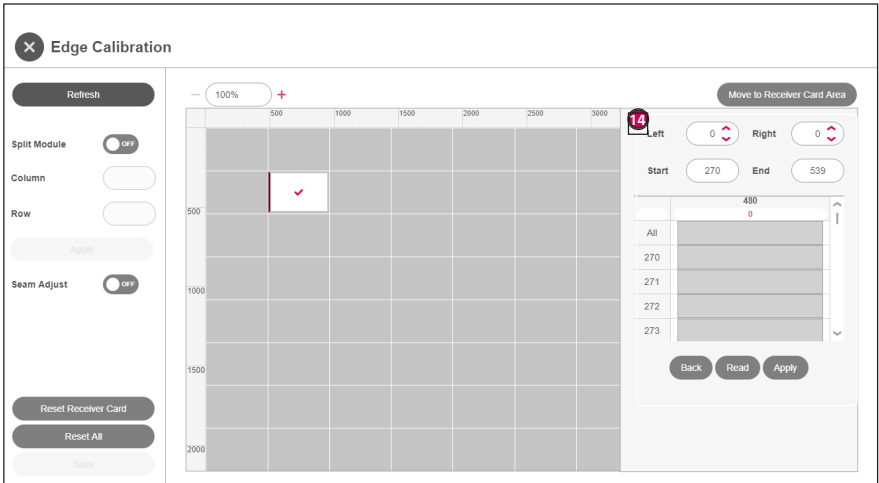 Edge Calibration
Refresh
Split Module OFF
Column
Row
Apply
Seam Adjust OFF
Reset Receiver Card
Reset All
Save
100%
Move to Receiver Card Area
500 1000 1500 2000 2500 3000
500
1000
1500
2000
14
Left 0 Right 0
Start 270 End 539
480
0
All
270
271
272
273
Back Read Apply